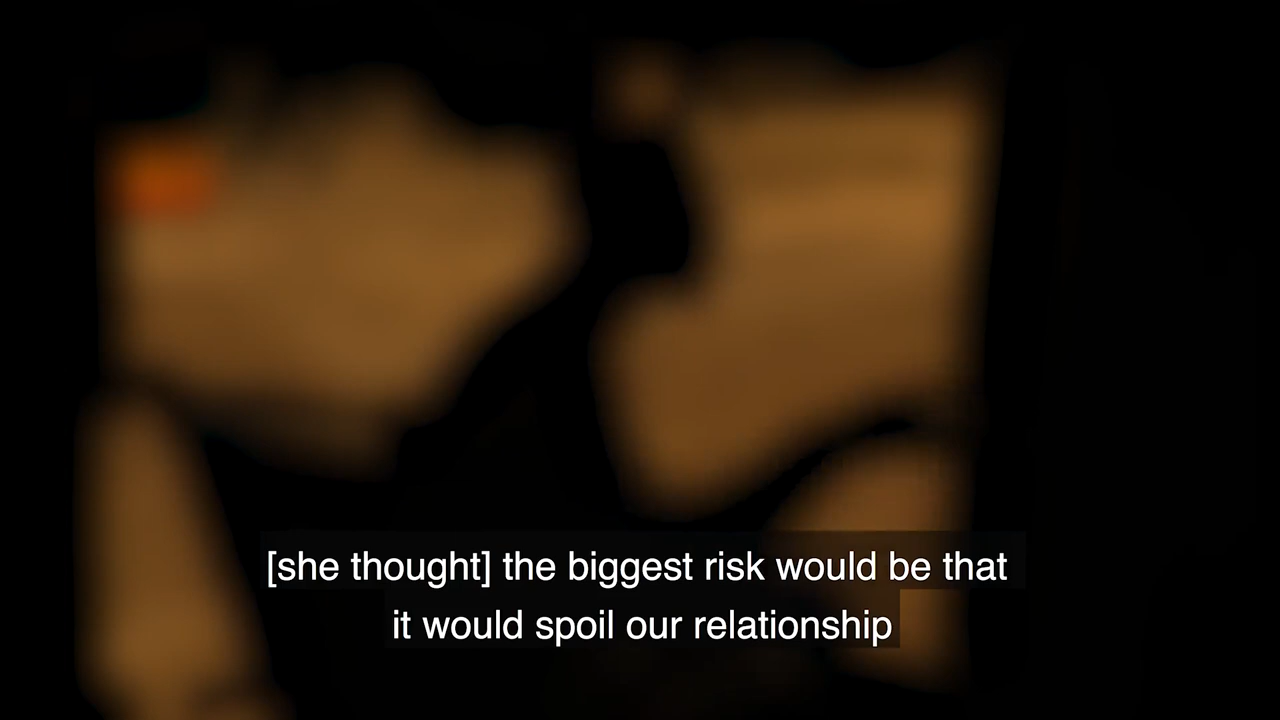 [she thought] the biggest risk would be that
it would spoil our relationship